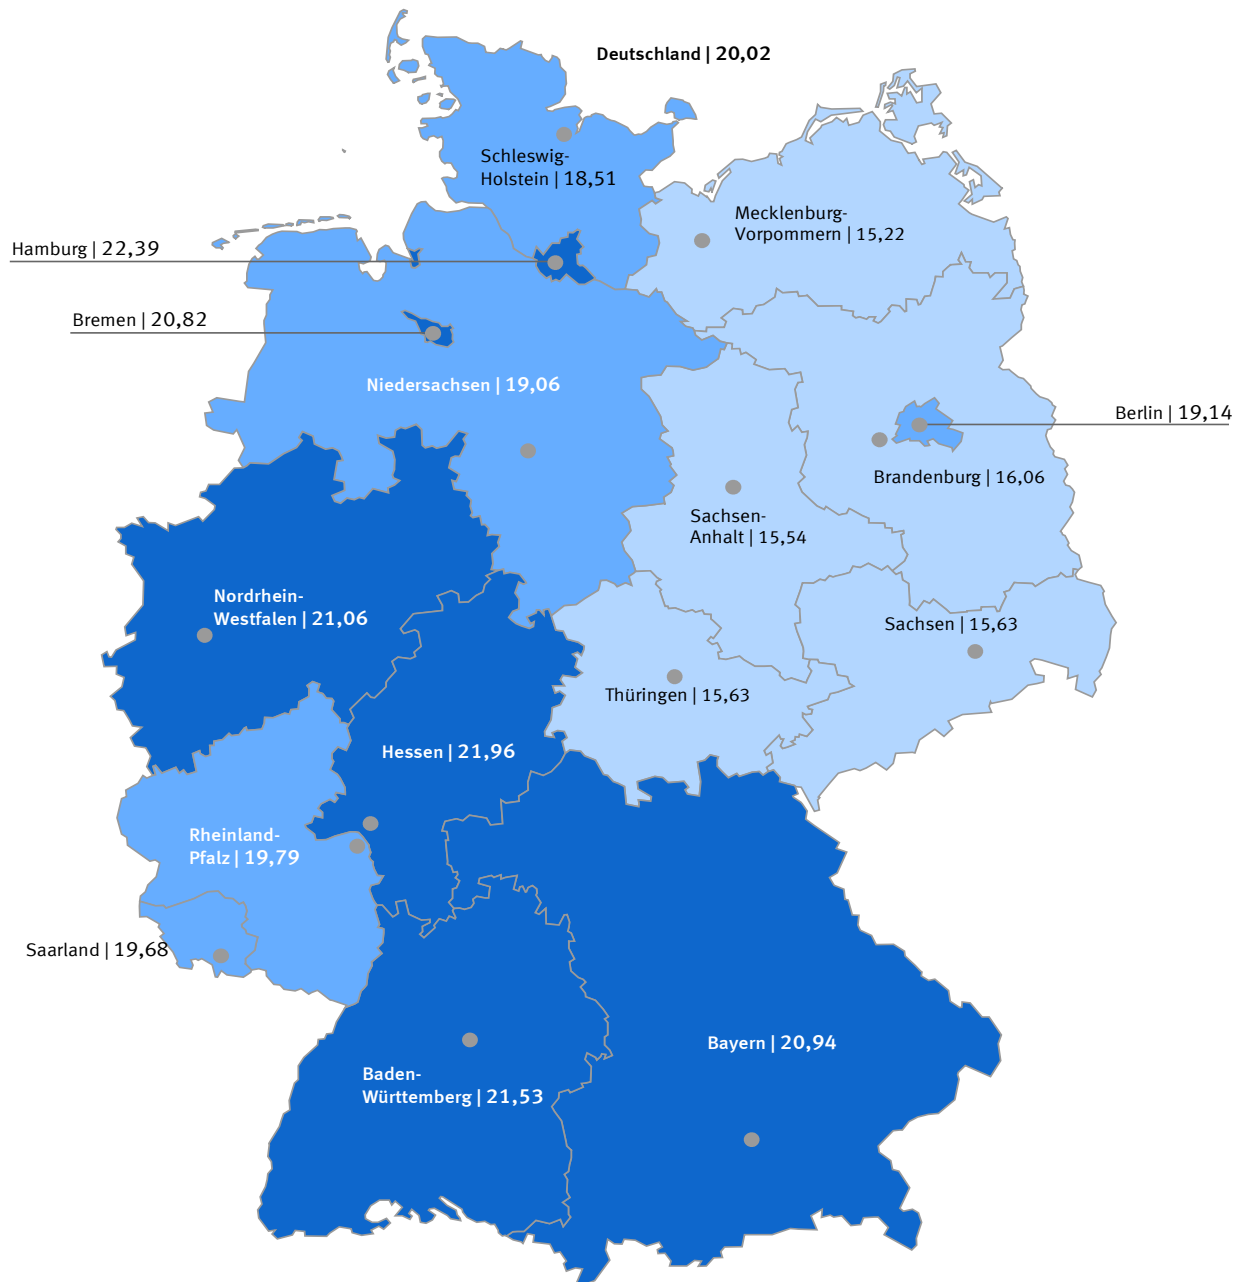 Deutschland | 20,02
Schleswig-
Holstein | 18,51
Mecklenburg-
Vorpommern | 15,22
Hamburg | 22,39
Bremen | 20,82
Niedersachsen | 19,06
Berlin | 19,14
Brandenburg | 16,06
Sachsen-
Anhalt | 15,54
Nordrhein-
Westfalen | 21,06
Sachsen | 15,63
Thüringen | 15,63
Hessen | 21,96
Rheinland-
Pfalz | 19,79
Saarland | 19,68
Bayern | 20,94
Baden-
Württemberg | 21,53